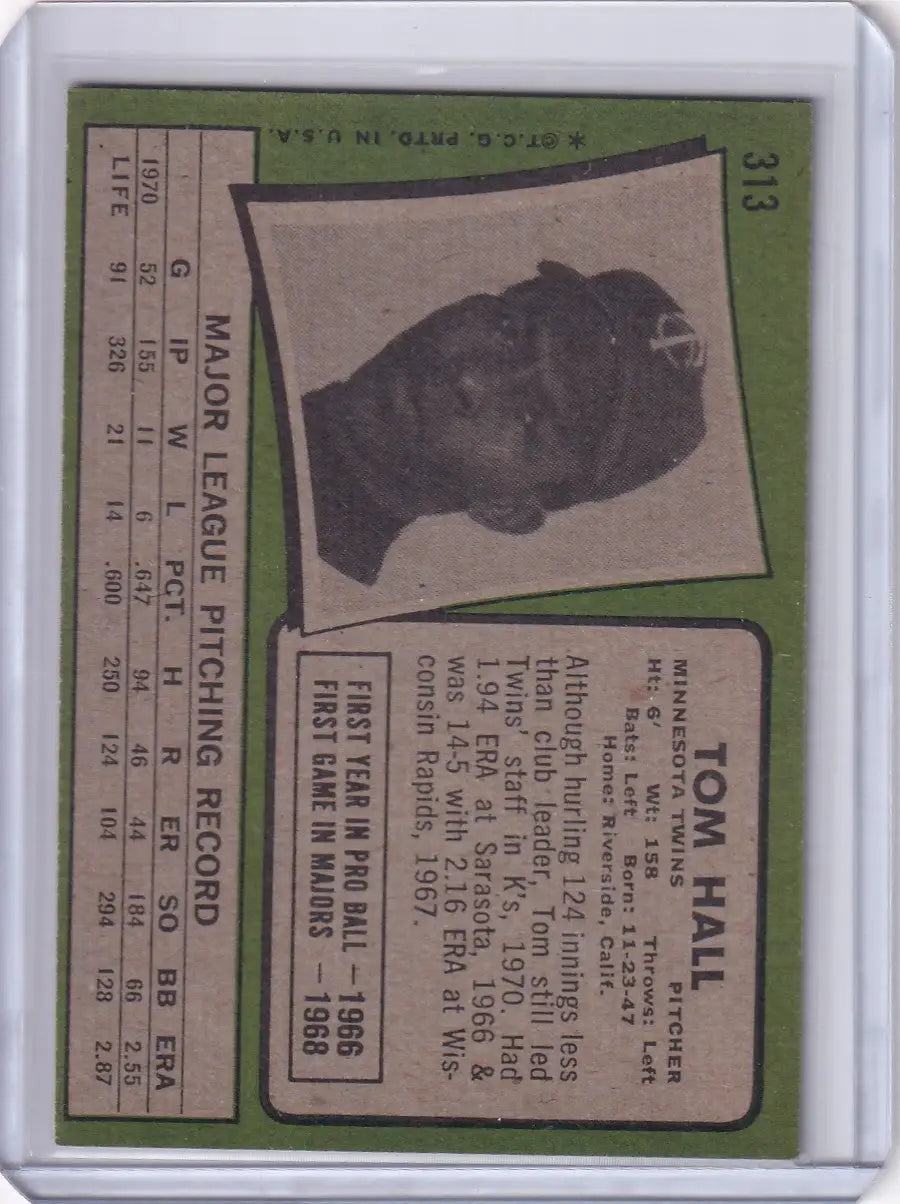 313
*©T.C.G. PRTD. IN U.S.A.
TOM HALL
MINNESOTA TWINS PITCHER
Ht: 6' Wt: 158 Throws: Left
Bats: Left Born: 11-23-47
Home: Riverside, Calif.
Although hurling 124 innings less
than club leader, Tom still led
Twins' staff in K's, 1970. Had
1.94 ERA at Sarasota, 1966 &
was 14-5 with 2.16 ERA at Wis-
consin Rapids, 1967.
FIRST YEAR IN PRO BALL — 1966
FIRST GAME IN MAJORS — 1968
MAJOR LEAGUE PITCHING RECORD
G IP W L PCT. H R ER SO BB ERA
1970 52 155 11 6 .647 94 46 44 184 66 2.55
LIFE 91 326 21 14 .600 250 124 104 294 128 2.87